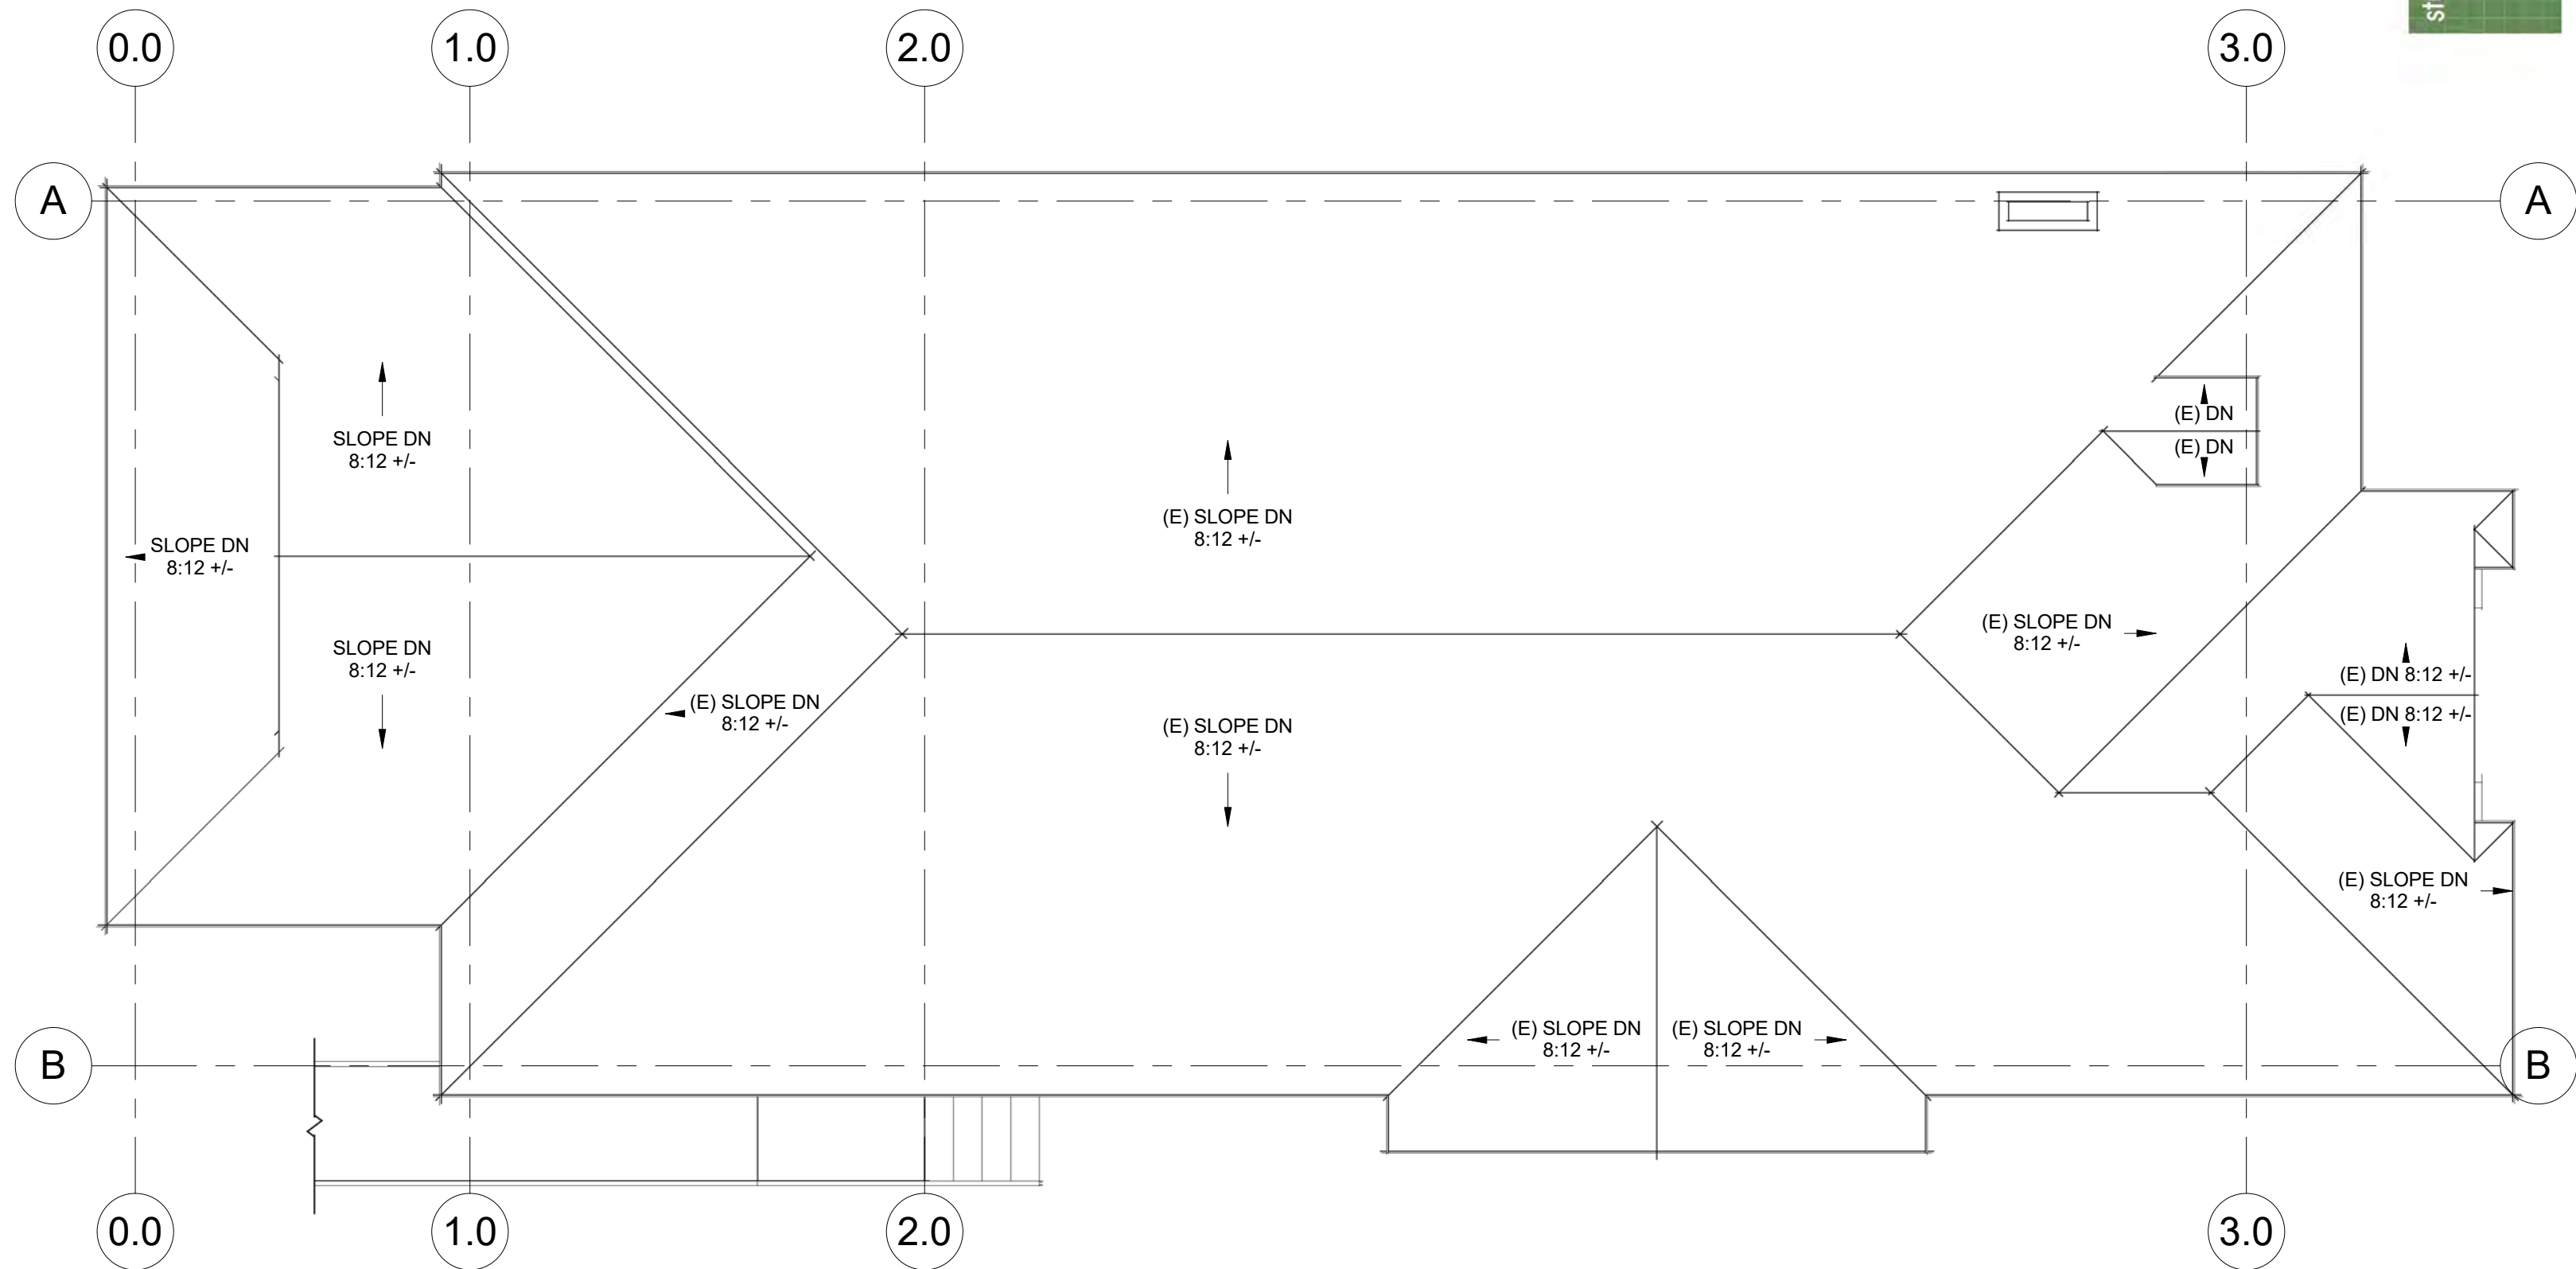 0.0
1.0
2.0
3.0
A
A
(E) DN
(E) DN
SLOPE DN
8:12 +/-
(E) SLOPE DN
8:12 +/-
SLOPE DN
8:12 +/-
(E) SLOPE DN
8:12 +/-
SLOPE DN
8:12 +/-
(E) DN 8:12 +/-
(E) DN 8:12 +/-
(E) SLOPE DN
8:12 +/-
(E) SLOPE DN
8:12 +/-
(E) SLOPE DN
8:12 +/-
(E) SLOPE DN
8:12 +/-
(E) SLOPE DN
8:12 +/-
B
B
0.0
1.0
2.0
3.0